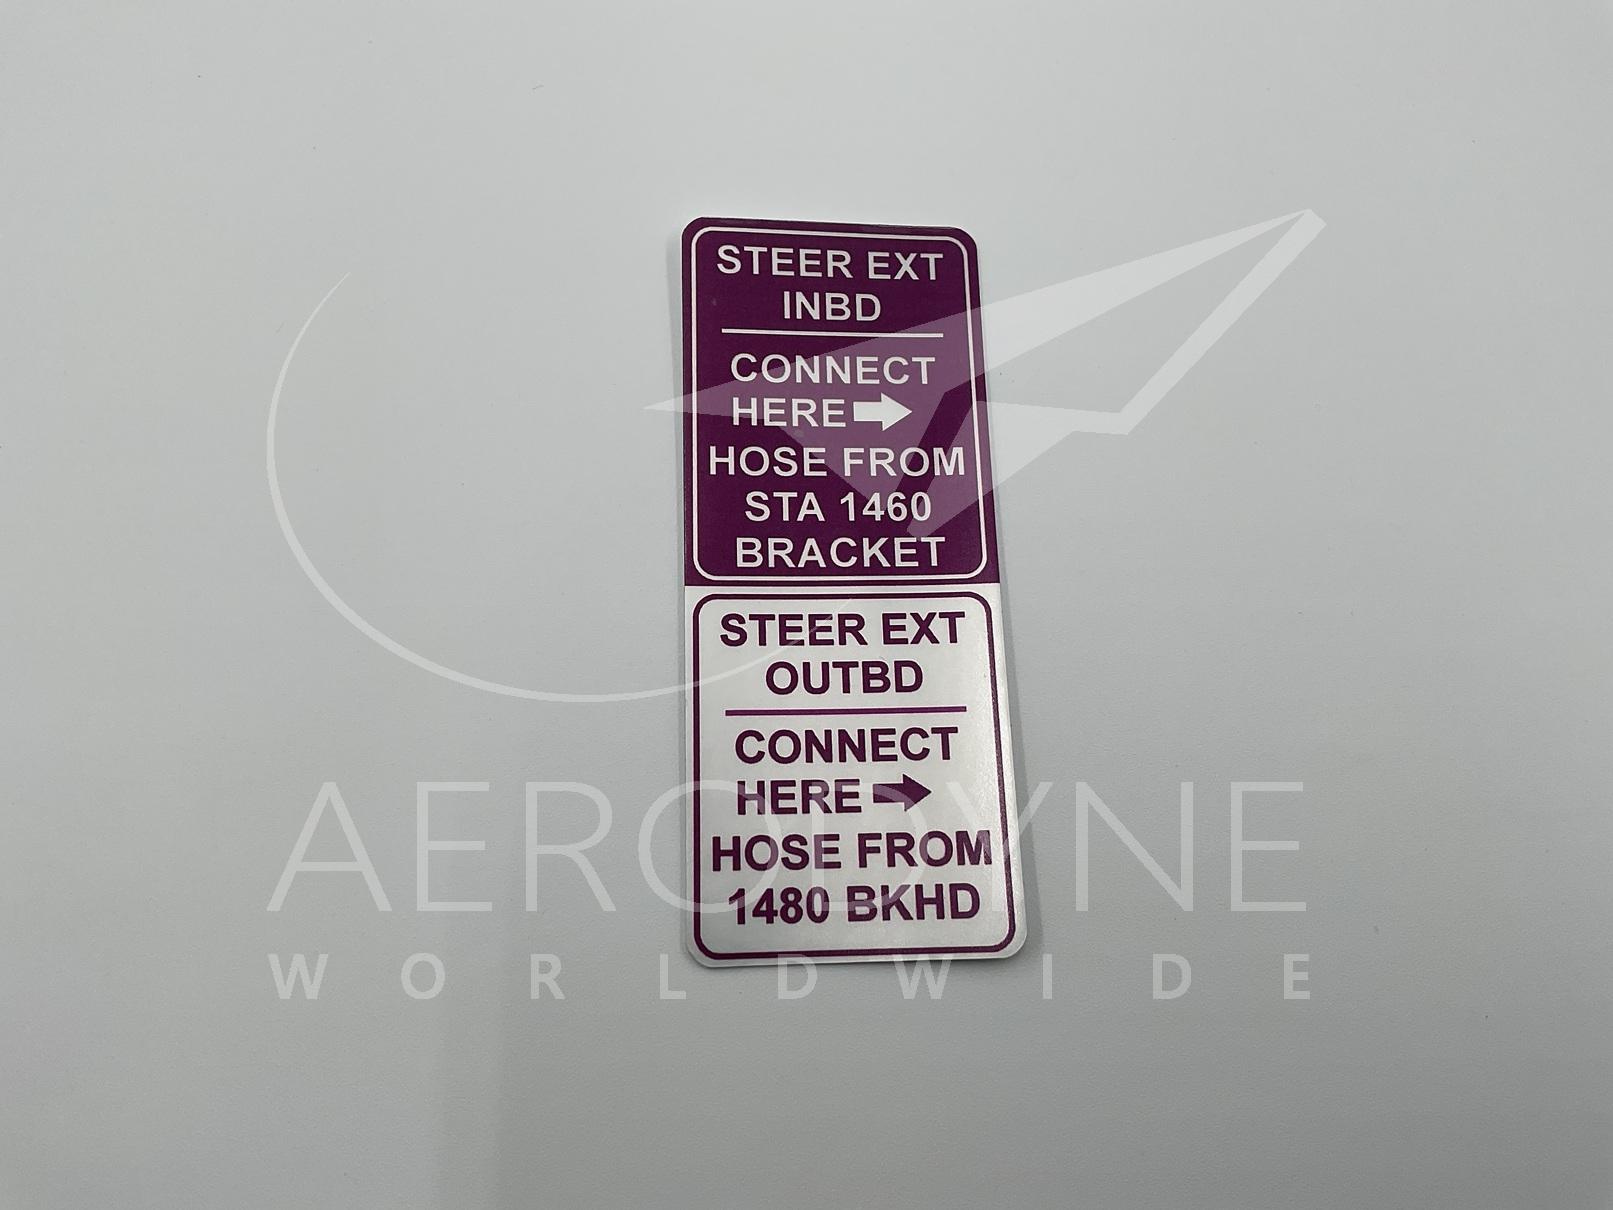 STEER EXT
INBD
CONNECT
HERE
HOSE FROM
STA 1460
BRACKET
STEER EXT
OUTBD
CONNECT
HERE
HOSE FROM
1480 BKHD
AERODYNE
WORLDWIDE